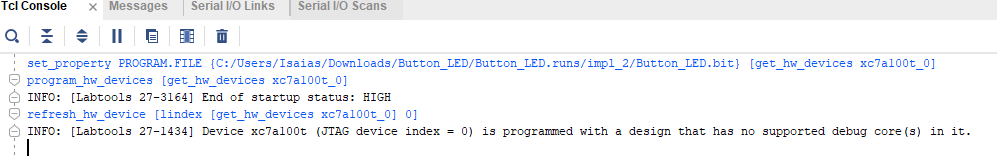 Tcl Console × Messages Serial I/O Links Serial I/O Scans
set_property PROGRAM.FILE {C:/Users/Isaias/Downloads/Button_LED/Button_LED.runs/impl_2/Button_LED.bit} [get_hw_devices xc7a100t_0]
program_hw_devices [get_hw_devices xc7a100t_0]
INFO: [Labtools 27-3164] End of startup status: HIGH
refresh_hw_device [lindex [get_hw_devices xc7a100t_0] 0]
INFO: [Labtools 27-1434] Device xc7a100t (JTAG device index = 0) is programmed with a design that has no supported debug core(s) in it.